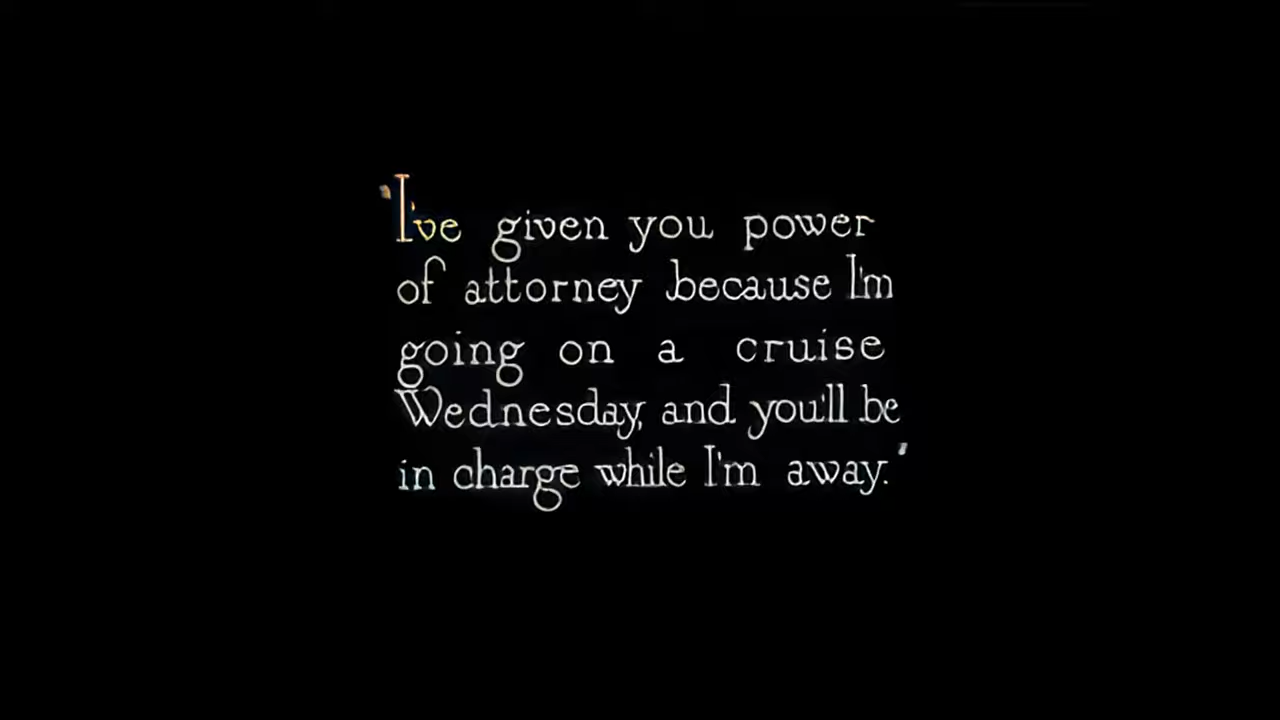 "I've given you power
of attorney because I'm
going on a cruise
Wednesday, and you'll be
in charge while I'm away."